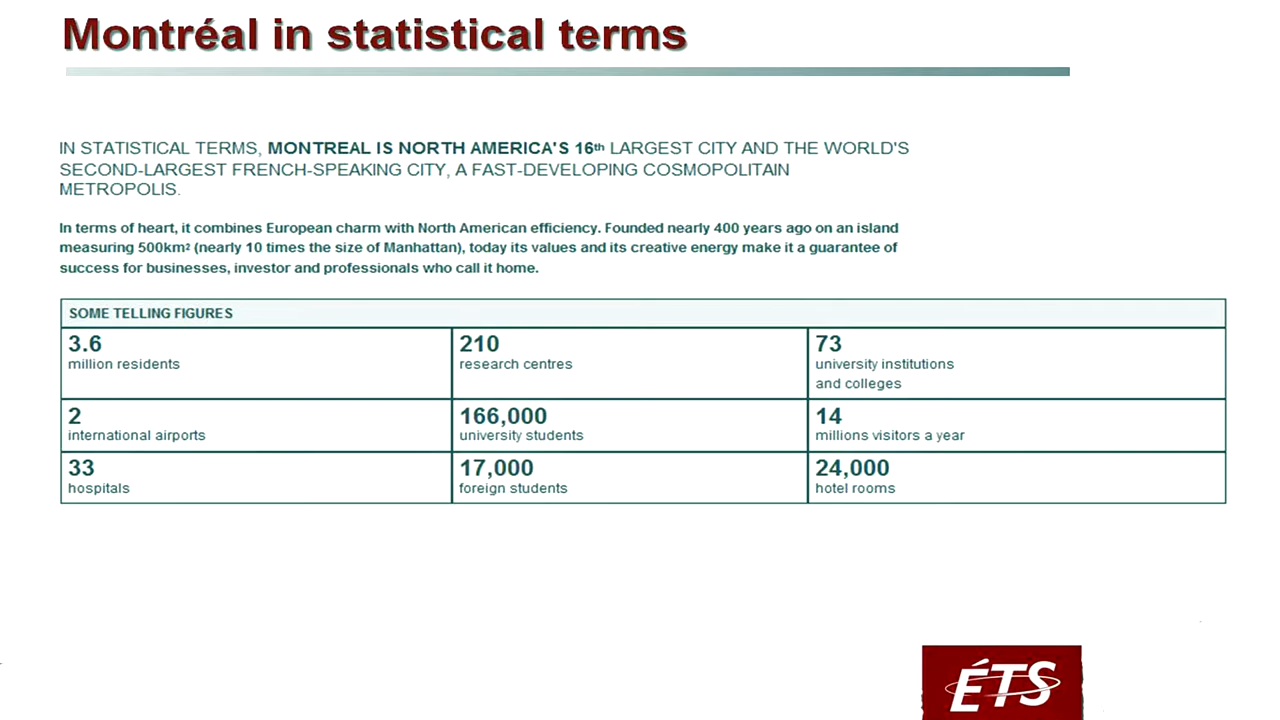 Montréal in statistical terms
IN STATISTICAL TERMS, MONTREAL IS NORTH AMERICA'S 16th LARGEST CITY AND THE WORLD'S
SECOND-LARGEST FRENCH-SPEAKING CITY, A FAST-DEVELOPING COSMOPOLITAIN
METROPOLIS.
In terms of heart, it combines European charm with North American efficiency. Founded nearly 400 years ago on an island
measuring 500km² (nearly 10 times the size of Manhattan), today its values and its creative energy make it a guarantee of
success for businesses, investor and professionals who call it home.
SOME TELLING FIGURES
3.6
million residents
210
research centres
73
university institutions
and colleges
2
international airports
166,000
university students
14
millions visitors a year
33
hospitals
17,000
foreign students
24,000
hotel rooms
ÉTS